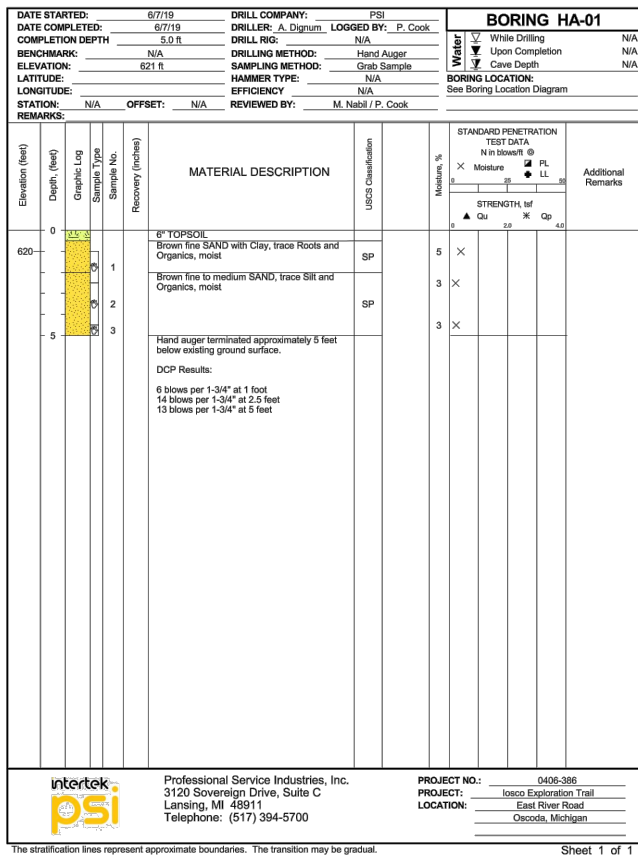 DATE STARTED: 6/7/19
DATE COMPLETED: 6/7/19
COMPLETION DEPTH 5.0 ft
BENCHMARK: N/A
ELEVATION: 621 ft
LATITUDE:
LONGITUDE:
STATION: N/A OFFSET: N/A
REMARKS:
DRILL COMPANY: PSI
DRILLER: A. Dignum LOGGED BY: P. Cook
DRILL RIG: N/A
DRILLING METHOD: Hand Auger
SAMPLING METHOD: Grab Sample
HAMMER TYPE: N/A
EFFICIENCY N/A
REVIEWED BY: M. Nabil / P. Cook
BORING HA-01
Water
While Drilling N/A
Upon Completion N/A
Cave Depth N/A
BORING LOCATION:
See Boring Location Diagram
Elevation (feet)
Depth, (feet)
Graphic Log
Sample Type
Sample No.
Recovery (inches)
MATERIAL DESCRIPTION
USCS Classification
Moisture, %
STANDARD PENETRATION
TEST DATA
N in blows/ft ◎
× Moisture PL
LL
0 25 50
STRENGTH, tsf
▲ Qu ✳ Qp
0 2.0 4.0
Additional
Remarks
0
6" TOPSOIL
620
Brown fine SAND with Clay, trace Roots and
Organics, moist
1
SP
5 ×
Brown fine to medium SAND, trace Silt and
Organics, moist
3 ×
2
SP
3
3 ×
5
Hand auger terminated approximately 5 feet
below existing ground surface.
DCP Results:
6 blows per 1-3/4" at 1 foot
14 blows per 1-3/4" at 2.5 feet
13 blows per 1-3/4" at 5 feet
intertek
psi
Professional Service Industries, Inc.
3120 Sovereign Drive, Suite C
Lansing, MI 48911
Telephone: (517) 394-5700
PROJECT NO.: 0406-386
PROJECT: Iosco Exploration Trail
LOCATION: East River Road
Oscoda, Michigan
The stratification lines represent approximate boundaries. The transition may be gradual.
Sheet 1 of 1